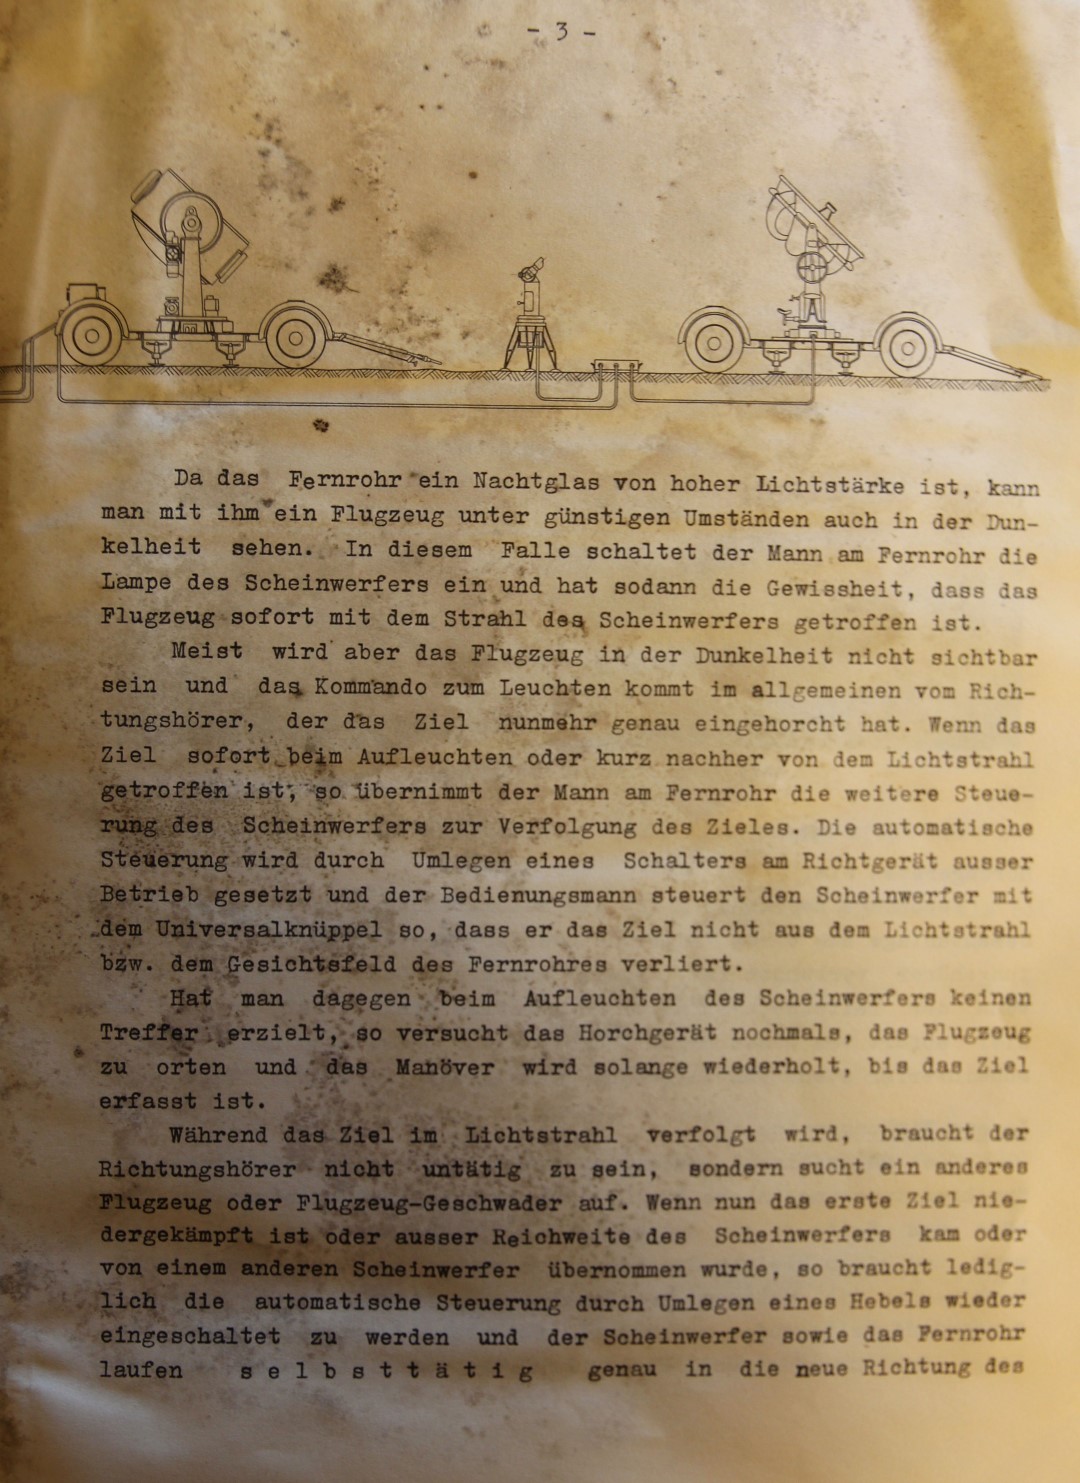 - 3 -
Da das Fernrohr ein Nachtglas von hoher Lichtstärke ist, kann
man mit ihm ein Flugzeug unter günstigen Umständen auch in der Dun-
kelheit sehen. In diesem Falle schaltet der Mann am Fernrohr die
Lampe des Scheinwerfers ein und hat sodann die Gewissheit, dass das
Flugzeug sofort mit dem Strahl des Scheinwerfers getroffen ist.
Meist wird aber das Flugzeug in der Dunkelheit nicht sichtbar
sein und das Kommando zum Leuchten kommt im allgemeinen vom Rich-
tungshörer, der das Ziel nunmehr genau eingehorcht hat. Wenn das
Ziel sofort beim Aufleuchten oder kurz nachher von dem Lichtstrahl
getroffen ist, so übernimmt der Mann am Fernrohr die weitere Steue-
rung des Scheinwerfers zur Verfolgung des Zieles. Die automatische
Steuerung wird durch Umlegen eines Schalters am Richtgerät ausser
Betrieb gesetzt und der Bedienungsmann steuert den Scheinwerfer mit
dem Universalknüppel so, dass er das Ziel nicht aus dem Lichtstrahl
bzw. dem Gesichtsfeld des Fernrohres verliert.
Hat man dagegen beim Aufleuchten des Scheinwerfers keinen
Treffer erzielt, so versucht das Horchgerät nochmals, das Flugzeug
zu orten und das Manöver wird solange wiederholt, bis das Ziel
erfasst ist.
Während das Ziel im Lichtstrahl verfolgt wird, braucht der
Richtungshörer nicht untätig zu sein, sondern sucht ein anderes
Flugzeug oder Flugzeug-Geschwader auf. Wenn nun das erste Ziel nie-
dergekämpft ist oder ausser Reichweite des Scheinwerfers kam oder
von einem anderen Scheinwerfer übernommen wurde, so braucht ledig-
lich die automatische Steuerung durch Umlegen eines Hebels wieder
eingeschaltet zu werden und der Scheinwerfer sowie das Fernrohr
laufen s e l b s t t ä t i g genau in die neue Richtung des